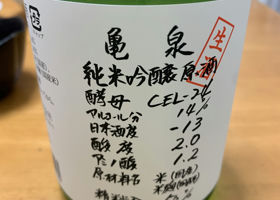 亀泉
生酒
純米吟醸原酒
酵母 CEL-24
アルコール分 14%
日本酒度 -13
酸度 2.0
アミノ酸 1.2
原材料名 米(国産)
米麹(国産米)
精米